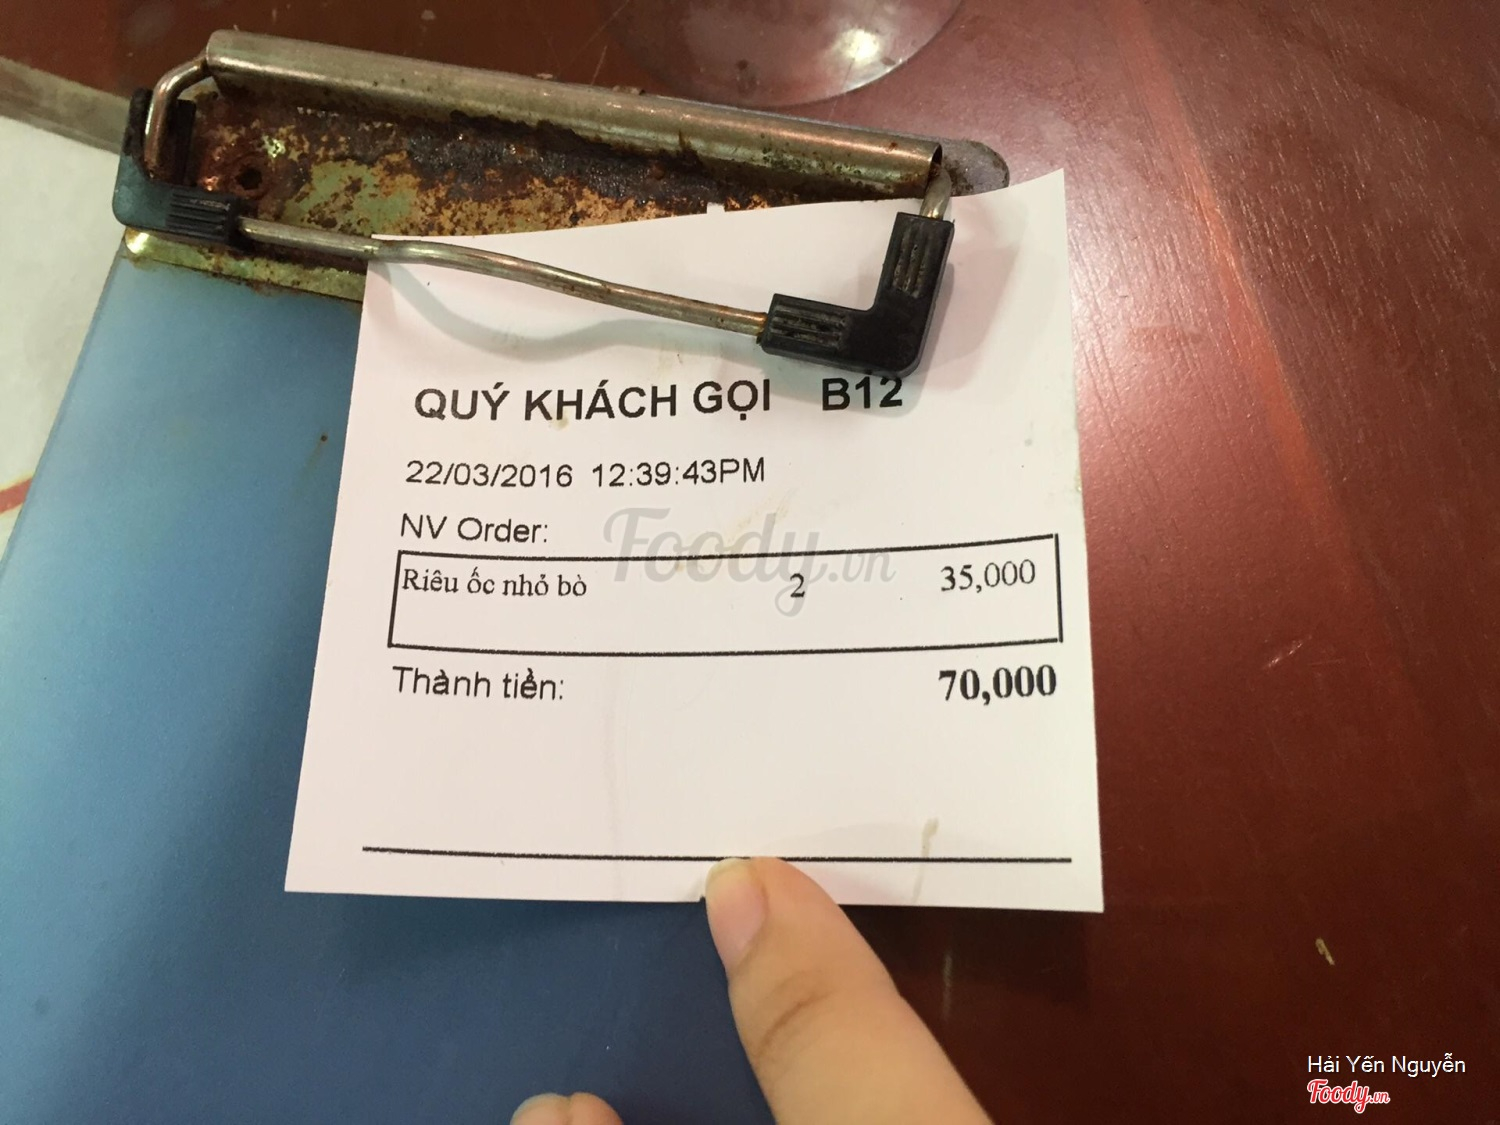 QUÝ KHÁCH GỌI B12
22/03/2016 12:39:43PM
NV Order:
Foody.vn
Riêu ốc nhỏ bò 2 35,000
Thành tiền: 70,000
Hải Yến Nguyễn
Foody.vn